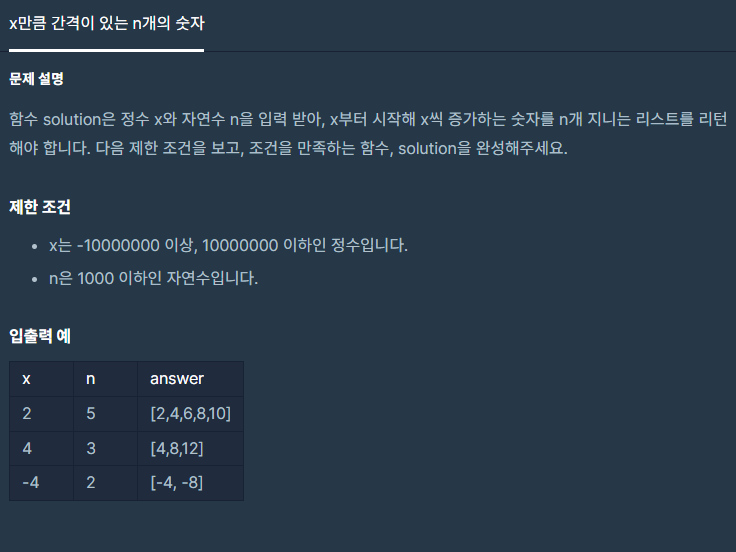 x만큼 간격이 있는 n개의 숫자
문제 설명
함수 solution은 정수 x와 자연수 n을 입력 받아, x부터 시작해 x씩 증가하는 숫자를 n개 지니는 리스트를 리턴
해야 합니다. 다음 제한 조건을 보고, 조건을 만족하는 함수, solution을 완성해주세요.
제한 조건
• x는 -10000000 이상, 10000000 이하인 정수입니다.
• n은 1000 이하인 자연수입니다.
입출력 예
x n answer
2 5 [2,4,6,8,10]
4 3 [4,8,12]
-4 2 [-4, -8]